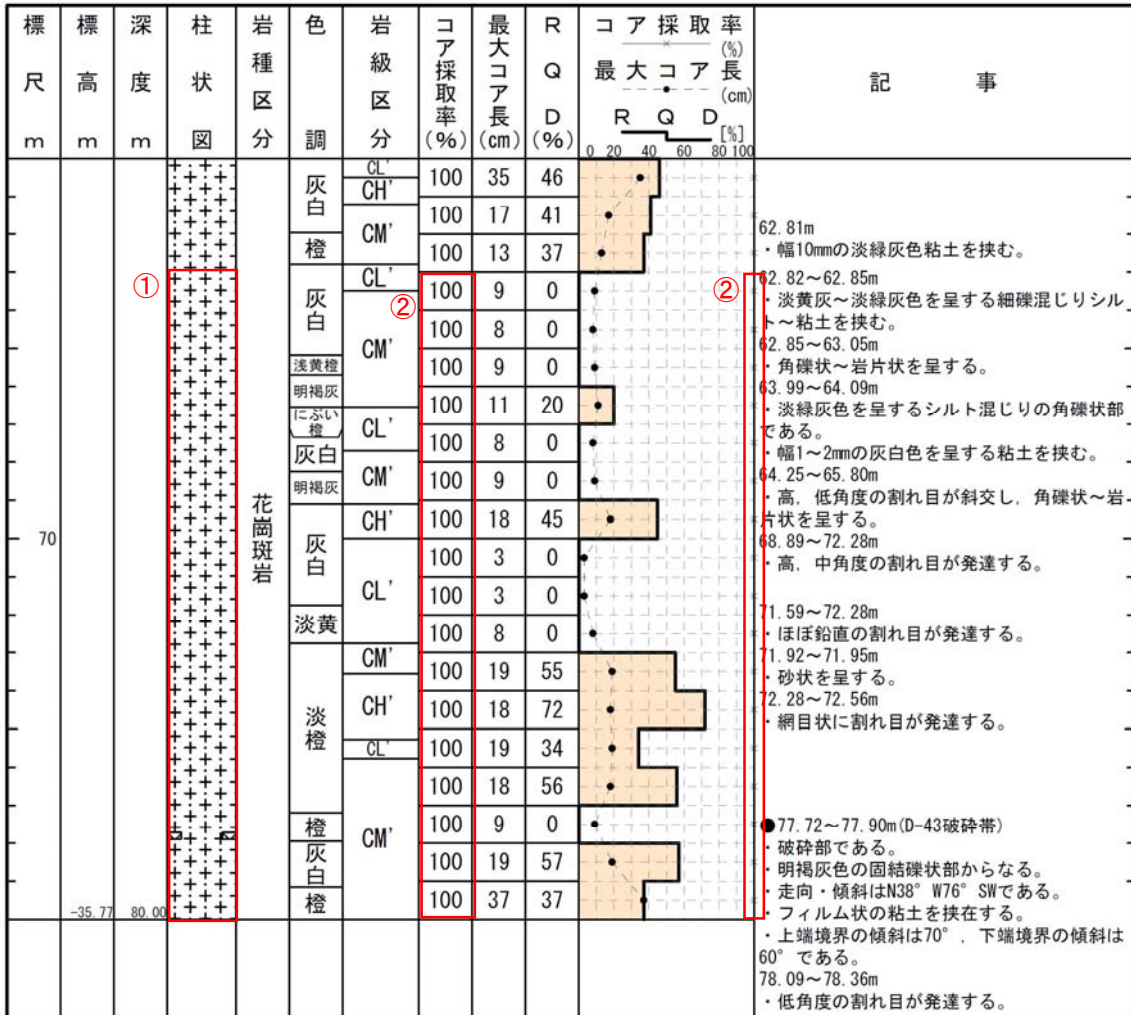 標尺m
標高m
深度m
柱状図
岩種区分
色調
岩級区分
コア採取率(%)
最大コア長(cm)
RQD(%)
コア採取率
(%)
最大コア長
(cm)
RQD
[%]
0 20 40 60 80 100
記事
70
-35.77 80.00
①
花崗斑岩
灰白
橙
灰白
浅黄橙
明褐灰
にぶい橙
灰白
明褐灰
灰白
淡黄
淡橙
橙
灰白
橙
CL'
CH'
CM'
CL'
CM'
CL'
CM'
CH'
CL'
CM'
CH'
CL'
CM'
②
100 35 46
100 17 41
100 13 37
100 9 0
100 8 0
100 9 0
100 11 20
100 8 0
100 9 0
100 18 45
100 3 0
100 3 0
100 8 0
100 19 55
100 18 72
100 19 34
100 18 56
100 9 0
100 19 57
100 37 37
②
62.81m
・幅10mmの淡緑灰色粘土を挟む。
62.82～62.85m
・淡黄灰～淡緑灰色を呈する細礫混じりシル
ト～粘土を挟む。
62.85～63.05m
・角礫状～岩片状を呈する。
63.99～64.09m
・淡緑灰色を呈するシルト混じりの角礫状部
である。
・幅1～2mmの灰白色を呈する粘土を挟む。
64.25～65.80m
・高，低角度の割れ目が斜交し，角礫状～岩
片状を呈する。
68.89～72.28m
・高，中角度の割れ目が発達する。
71.59～72.28m
・ほぼ鉛直の割れ目が発達する。
71.92～71.95m
・砂状を呈する。
72.28～72.56m
・網目状に割れ目が発達する。
●77.72～77.90m(D-43破砕帯)
・破砕部である。
・明褐灰色の固結礫状部からなる。
・走向・傾斜はN38°W76°SWである。
・フィルム状の粘土を挟在する。
・上端境界の傾斜は70°，下端境界の傾斜は
60°である。
78.09～78.36m
・低角度の割れ目が発達する。